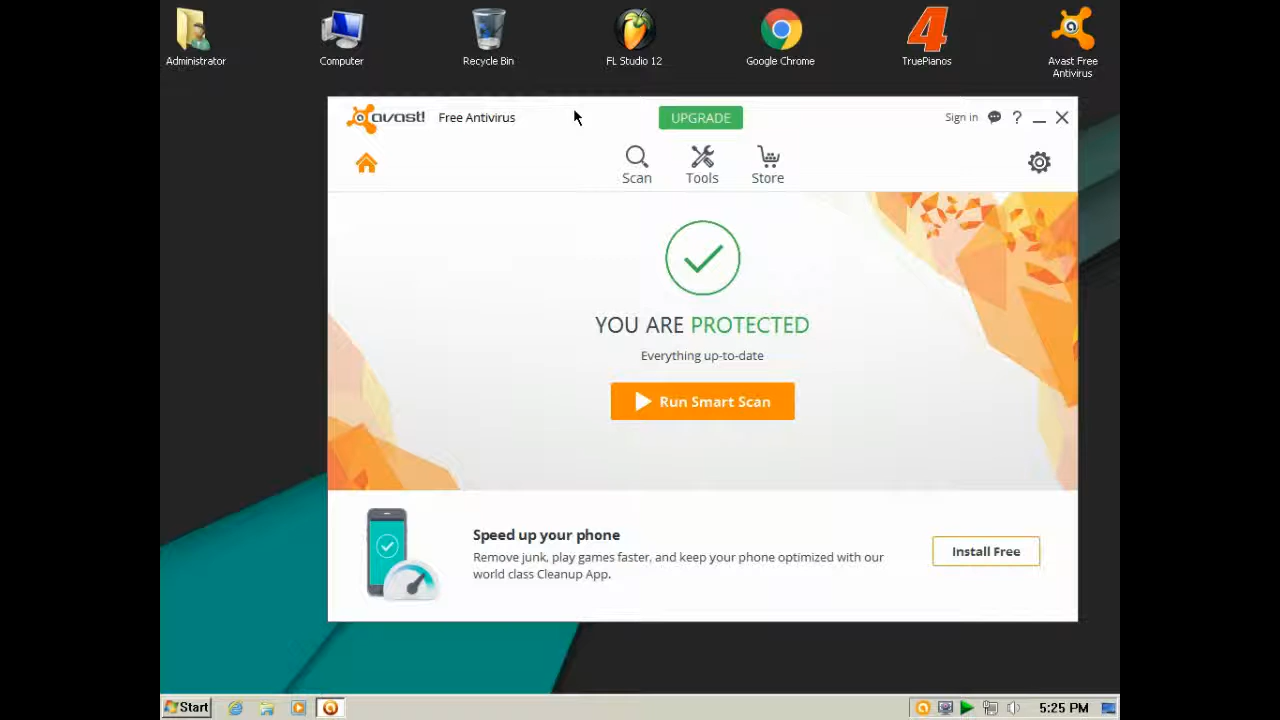 Administrator
Computer
Recycle Bin
FL Studio 12
Google Chrome
4
TruePianos
Avast Free
Antivirus
avast! Free Antivirus
UPGRADE
Sign in
?
Scan
Tools
Store
YOU ARE PROTECTED
Everything up-to-date
Run Smart Scan
Speed up your phone
Remove junk, play games faster, and keep your phone optimized with our
world class Cleanup App.
Install Free
Start
5:25 PM